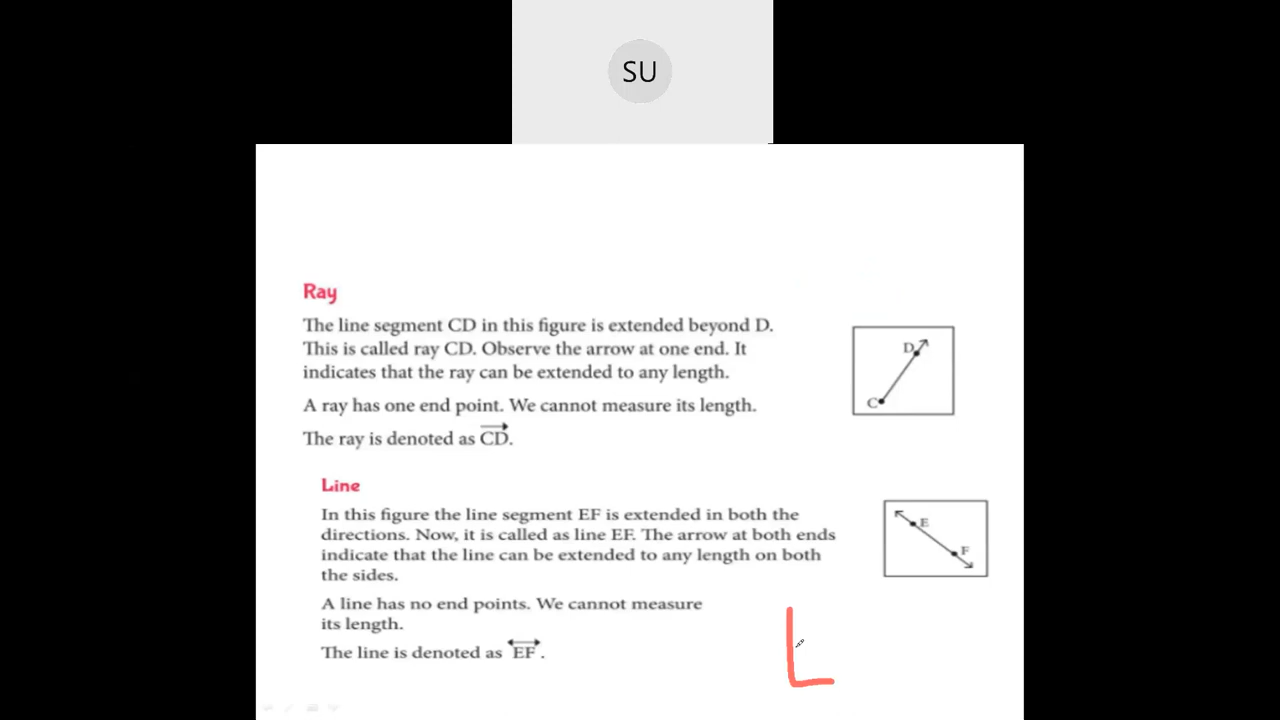 SU
Ray
The line segment CD in this figure is extended beyond D.
This is called ray CD. Observe the arrow at one end. It
indicates that the ray can be extended to any length.
D
C
A ray has one end point. We cannot measure its length.
The ray is denoted as \overrightarrow{CD}.
Line
In this figure the line segment EF is extended in both the
directions. Now, it is called as line EF. The arrow at both ends
indicate that the line can be extended to any length on both
the sides.
E
F
A line has no end points. We cannot measure
its length.
The line is denoted as \overleftrightarrow{EF}.
L